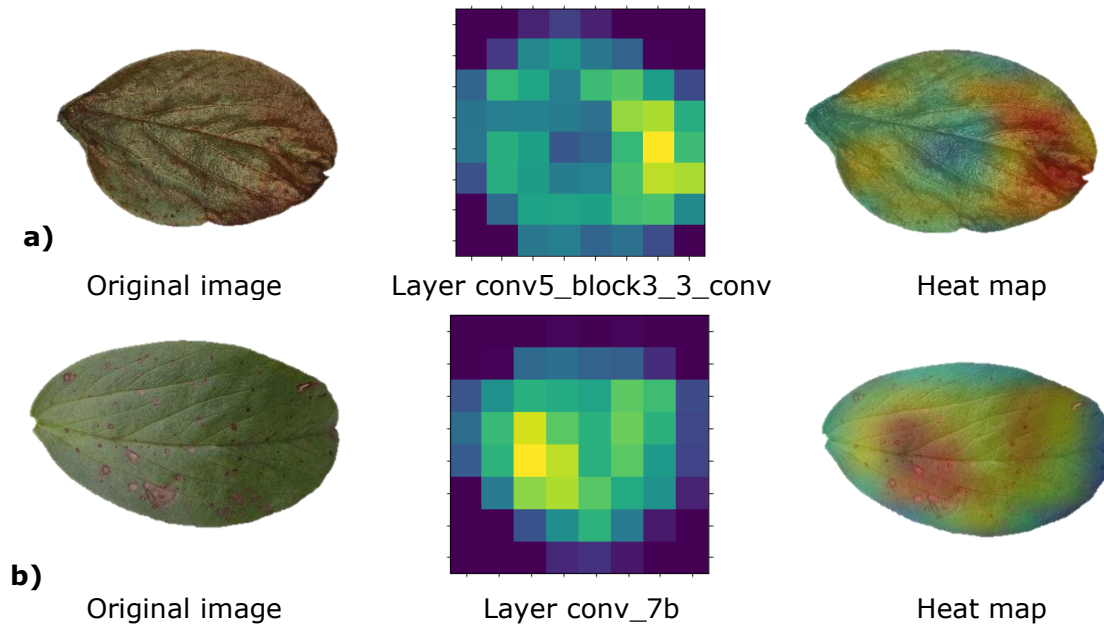 a)
Original image Layer conv5_block3_3_conv Heat map
b)
Original image Layer conv_7b Heat map